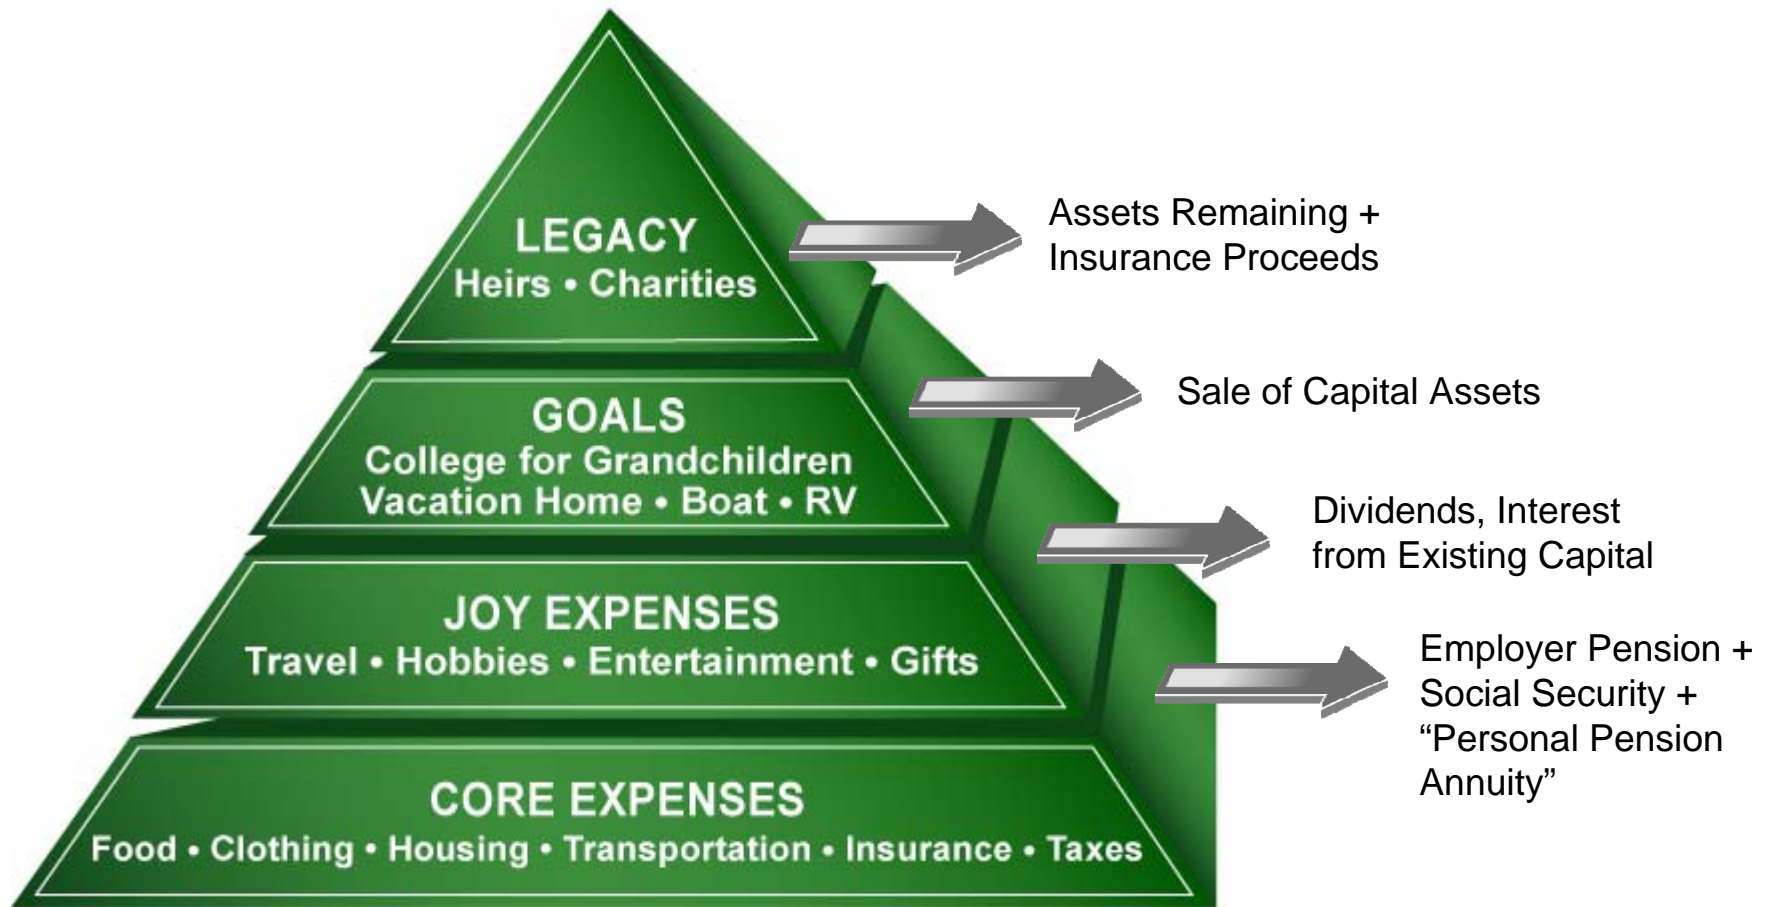 LEGACY
Heirs • Charities
Assets Remaining +
Insurance Proceeds
GOALS
College for Grandchildren
Vacation Home • Boat • RV
Sale of Capital Assets
JOY EXPENSES
Travel • Hobbies • Entertainment • Gifts
Dividends, Interest
from Existing Capital
CORE EXPENSES
Food • Clothing • Housing • Transportation • Insurance • Taxes
Employer Pension +
Social Security +
“Personal Pension
Annuity”